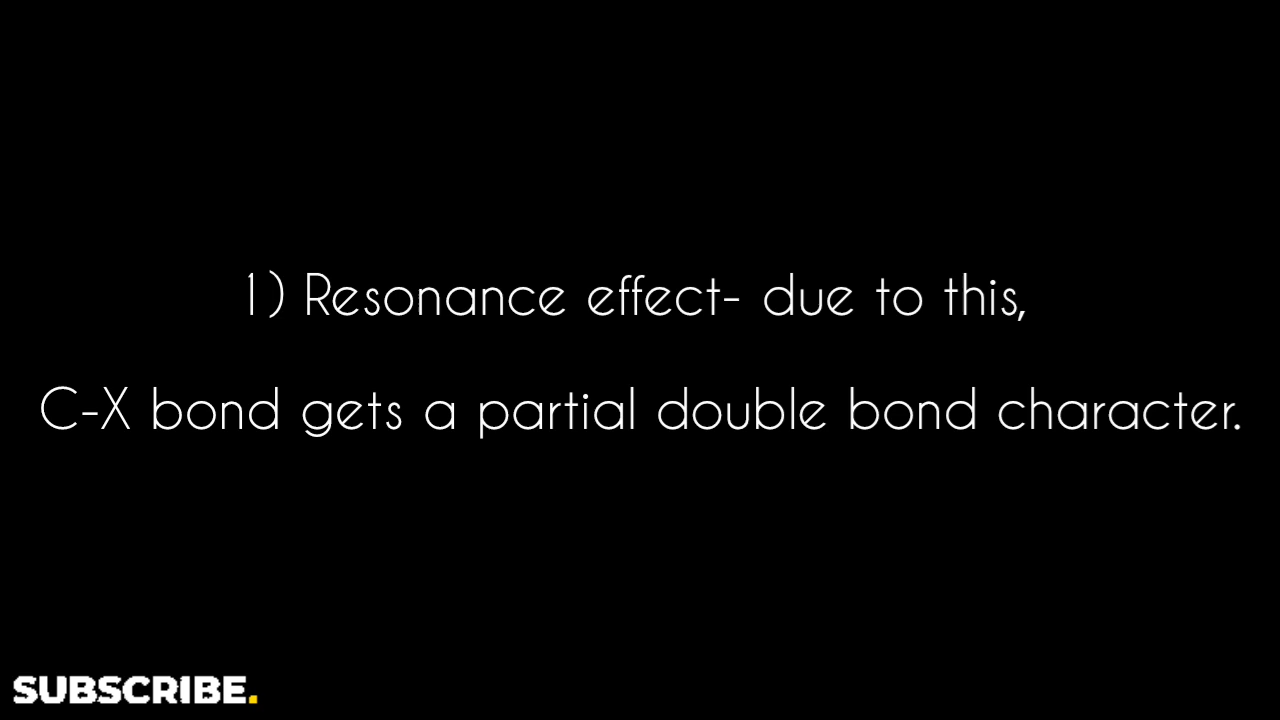 1) Resonance effect- due to this,
C-X bond gets a partial double bond character.
SUBSCRIBE.